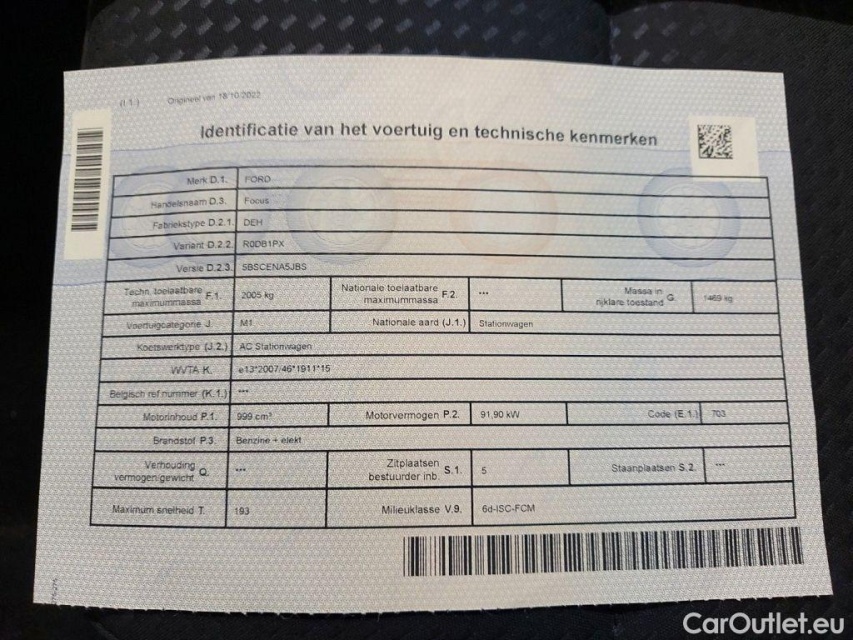 (I.1.) Origineel van 18/10/2022
Identificatie van het voertuig en technische kenmerken
Merk D.1. FORD
Handelsnaam D.3. Focus
Fabriekstype D.2.1. DEH
Variant D.2.2. R0DB1PX
Versie D.2.3. 5BSCENA5JBS
Techn. toelaatbare maximummassa F.1. 2005 kg Nationale toelaatbare maximummassa F.2. --- Massa in rijklare toestand G. 1469 kg
Voertuigcategorie J. M1 Nationale aard (J.1.) Stationwagen
Koetswerktype (J.2.) AC Stationwagen
WVTA K. e13*2007/46*1911*15
Belgisch ref nummer (K.1.) ---
Motorinhoud P.1. 999 cm³ Motorvermogen P.2. 91,90 kW Code (E.1.) 703
Brandstof P.3. Benzine + elekt
Verhouding vermogen/gewicht Q. --- Zitplaatsen bestuurder inb. S.1. 5 Staanplaatsen S.2. ---
Maximum snelheid T. 193 Milieuklasse V.9. 6d-ISC-FCM
CarOutlet.eu